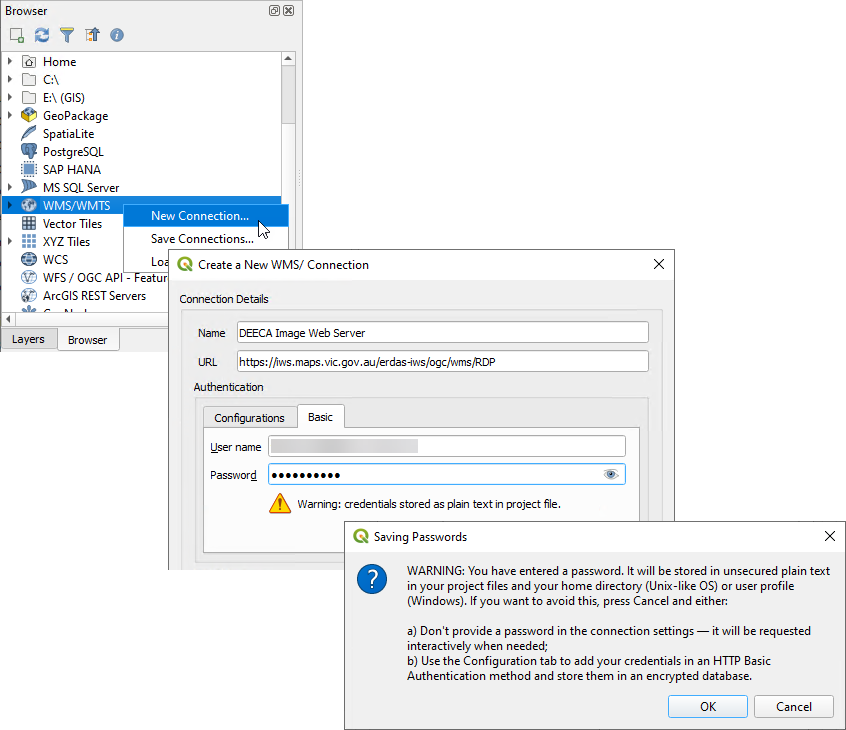 Browser
Home
C:\
E:\ (GIS)
GeoPackage
SpatiaLite
PostgreSQL
SAP HANA
MS SQL Server
WMS/WMTS
New Connection...
Vector Tiles
Save Connections...
XYZ Tiles
WCS
Loa
WFS / OGC API - Featur
ArcGIS REST Servers
Layers
Browser
Create a New WMS/ Connection
Connection Details
Name
DEECA Image Web Server
URL
https://iws.maps.vic.gov.au/erdas-iws/ogc/wms/RDP
Authentication
Configurations
Basic
User name
Password
Warning: credentials stored as plain text in project file.
Saving Passwords
WARNING: You have entered a password. It will be stored in unsecured plain text
in your project files and your home directory (Unix-like OS) or user profile
(Windows). If you want to avoid this, press Cancel and either:
a) Don't provide a password in the connection settings — it will be requested
interactively when needed;
b) Use the Configuration tab to add your credentials in an HTTP Basic
Authentication method and store them in an encrypted database.
OK
Cancel